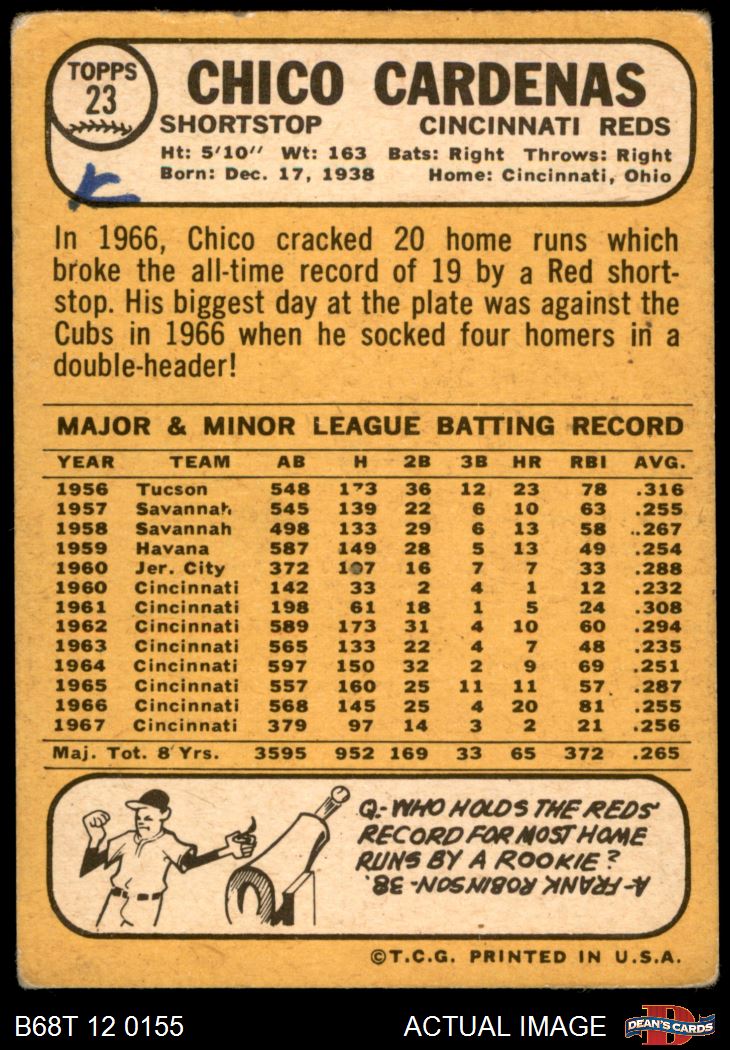 TOPPS
23
CHICO CARDENAS
SHORTSTOP CINCINNATI REDS
Ht: 5'10" Wt: 163 Bats: Right Throws: Right
Born: Dec. 17, 1938 Home: Cincinnati, Ohio
In 1966, Chico cracked 20 home runs which
broke the all-time record of 19 by a Red short-
stop. His biggest day at the plate was against the
Cubs in 1966 when he socked four homers in a
double-header!
MAJOR & MINOR LEAGUE BATTING RECORD
YEAR TEAM AB H 2B 3B HR RBI AVG.
1956 Tucson 548 173 36 12 23 78 .316
1957 Savannah 545 139 22 6 10 63 .255
1958 Savannah 498 133 29 6 13 58 .267
1959 Havana 587 149 28 5 13 49 .254
1960 Jer. City 372 107 16 7 7 33 .288
1960 Cincinnati 142 33 2 4 1 12 .232
1961 Cincinnati 198 61 18 1 5 24 .308
1962 Cincinnati 589 173 31 4 10 60 .294
1963 Cincinnati 565 133 22 4 7 48 .235
1964 Cincinnati 597 150 32 2 9 69 .251
1965 Cincinnati 557 160 25 11 11 57 .287
1966 Cincinnati 568 145 25 4 20 81 .255
1967 Cincinnati 379 97 14 3 2 21 .256
Maj. Tot. 8 Yrs. 3595 952 169 33 65 372 .265
Q.-WHO HOLDS THE REDS'
RECORD FOR MOST HOME
RUNS BY A ROOKIE?
A-FRANK ROBINSON-38.
©T.C.G. PRINTED IN U.S.A.
B68T 12 0155 ACTUAL IMAGE
DEAN'S CARDS